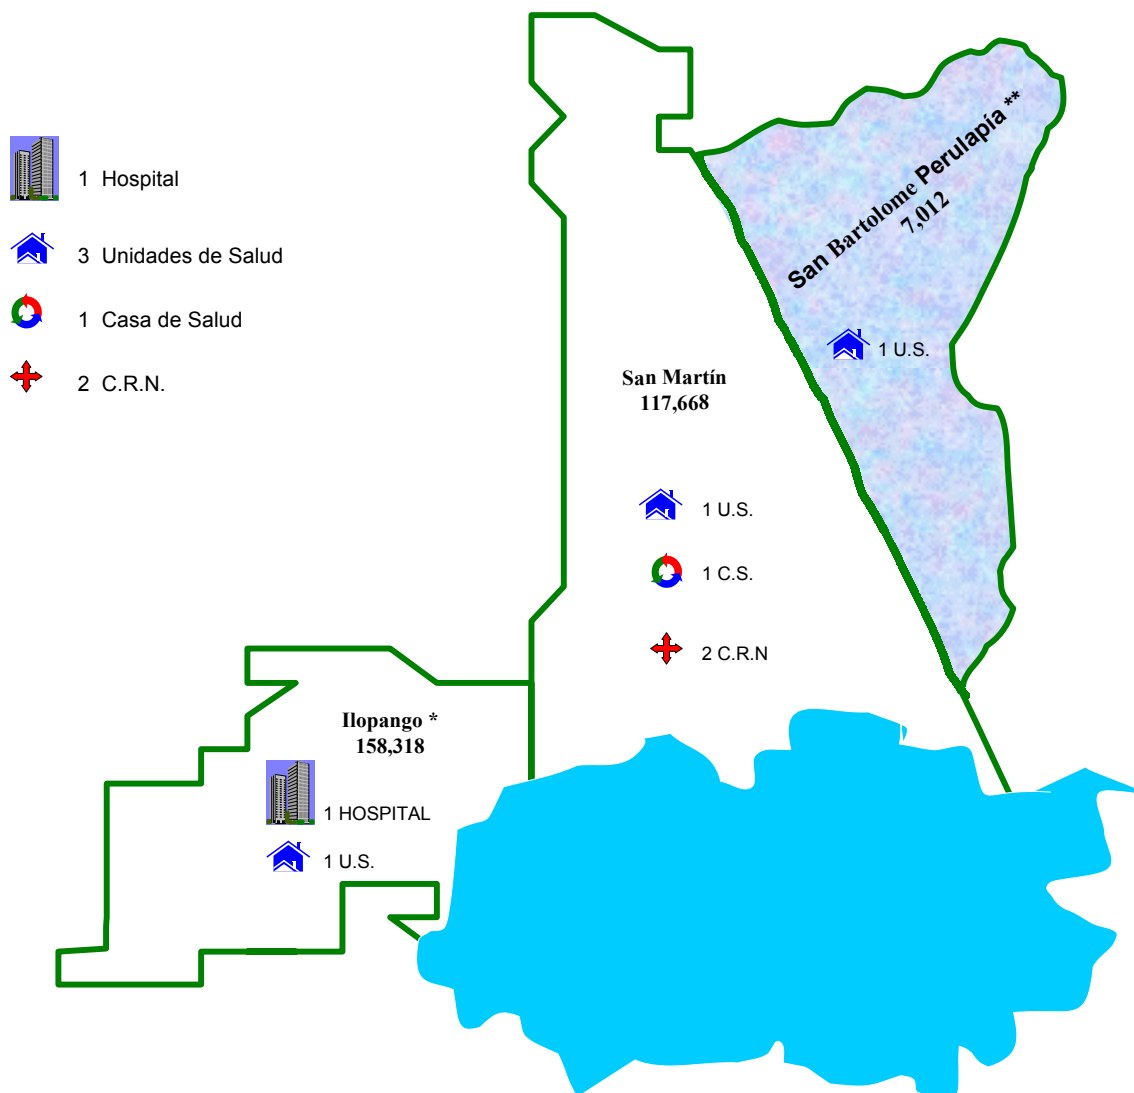 1 Hospital
3 Unidades de Salud
1 Casa de Salud
2 C.R.N.
San Bartolome Perulapía **
7,012
1 U.S.
San Martín
117,668
1 U.S.
1 C.S.
2 C.R.N
Ilopango *
158,318
1 HOSPITAL
1 U.S.